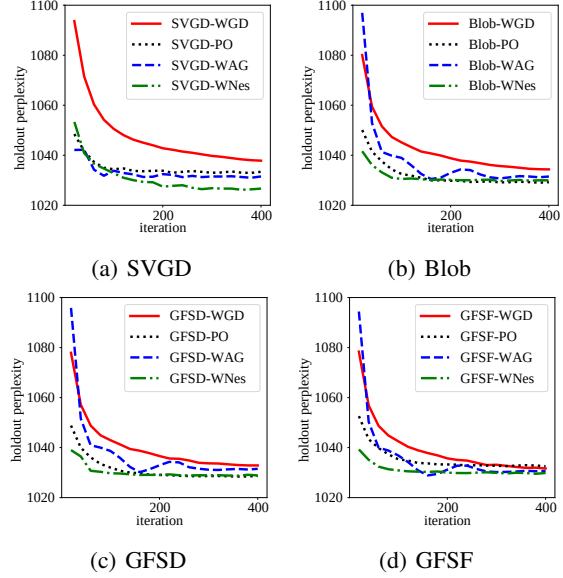 1100
1080
1060
1040
1020
holdout perplexity
SVGD-WGD
SVGD-PO
SVGD-WAG
SVGD-WNes
200
400
iteration
(a) SVGD
1100
1080
1060
1040
1020
holdout perplexity
Blob-WGD
Blob-PO
Blob-WAG
Blob-WNes
200
400
iteration
(b) Blob
1100
1080
1060
1040
1020
holdout perplexity
GFSD-WGD
GFSD-PO
GFSD-WAG
GFSD-WNes
200
400
iteration
(c) GFSD
1100
1080
1060
1040
1020
holdout perplexity
GFSF-WGD
GFSF-PO
GFSF-WAG
GFSF-WNes
200
400
iteration
(d) GFSF